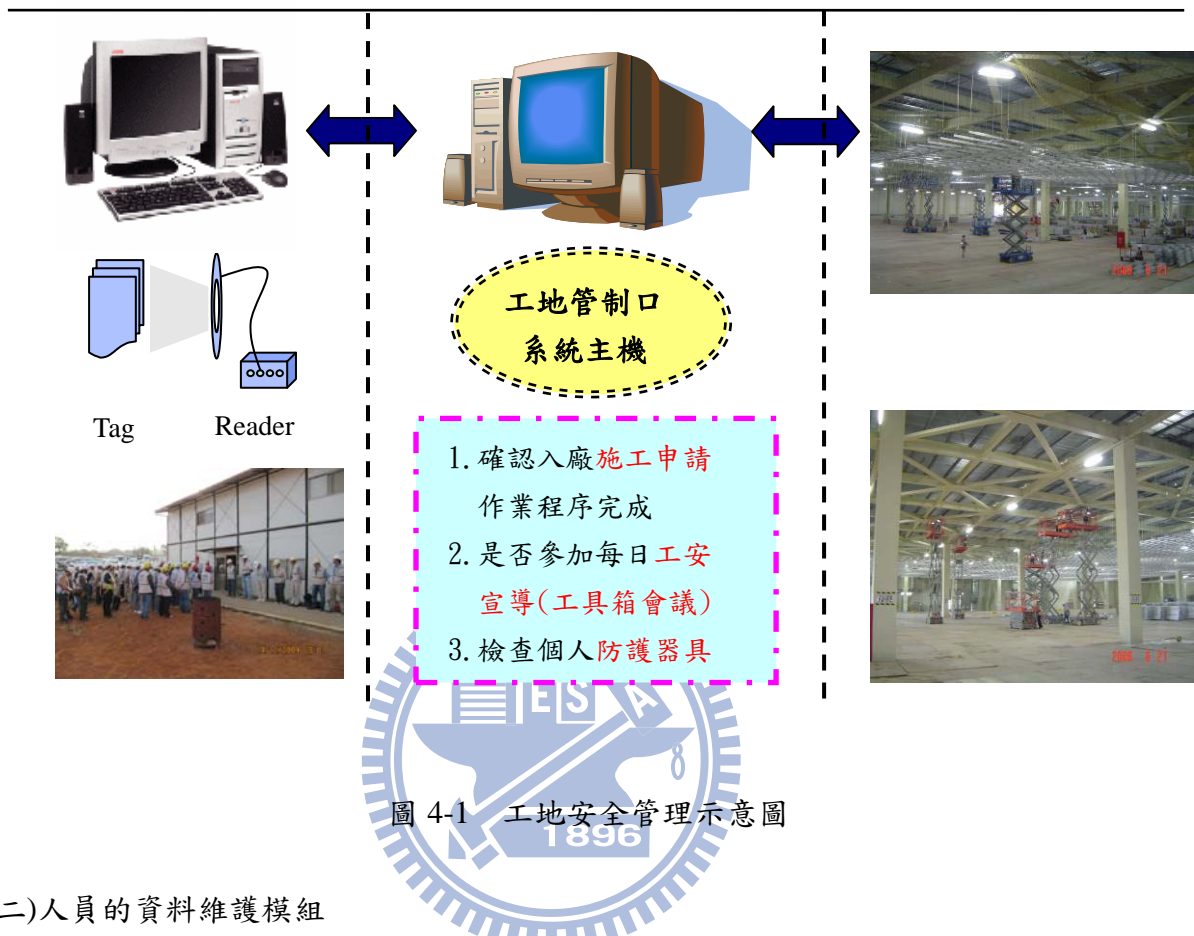 工地管制口
系統主機
Tag
Reader
1.確認入廠施工申請
作業程序完成
2.是否參加每日工安
宣導(工具箱會議)
3.檢查個人防護器具
ESA
8
1896
圖 4-1 工地安全管理示意圖
二)人員的資料維護模組